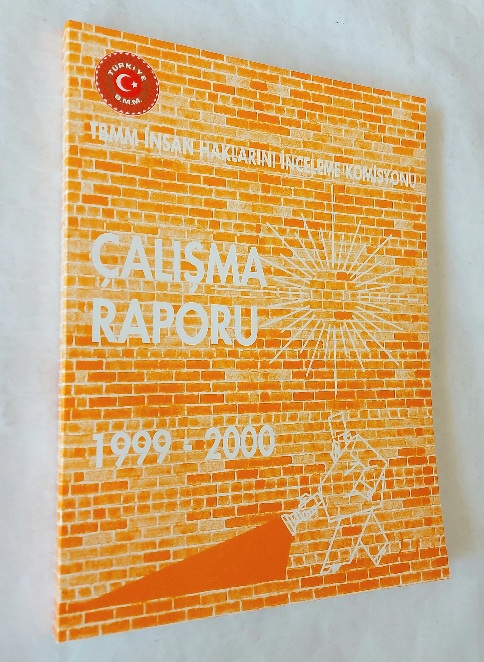 TÜRKİYE
B.M.M.
TBMM İNSAN HAKLARINI İNCELEME KOMİSYONU
ÇALIŞMA
RAPORU
1999 - 2000